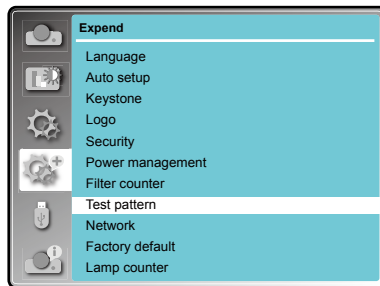 Expend
Language
Auto setup
Keystone
Logo
Security
Power management
Filter counter
Test pattern
Network
Factory default
Lamp counter